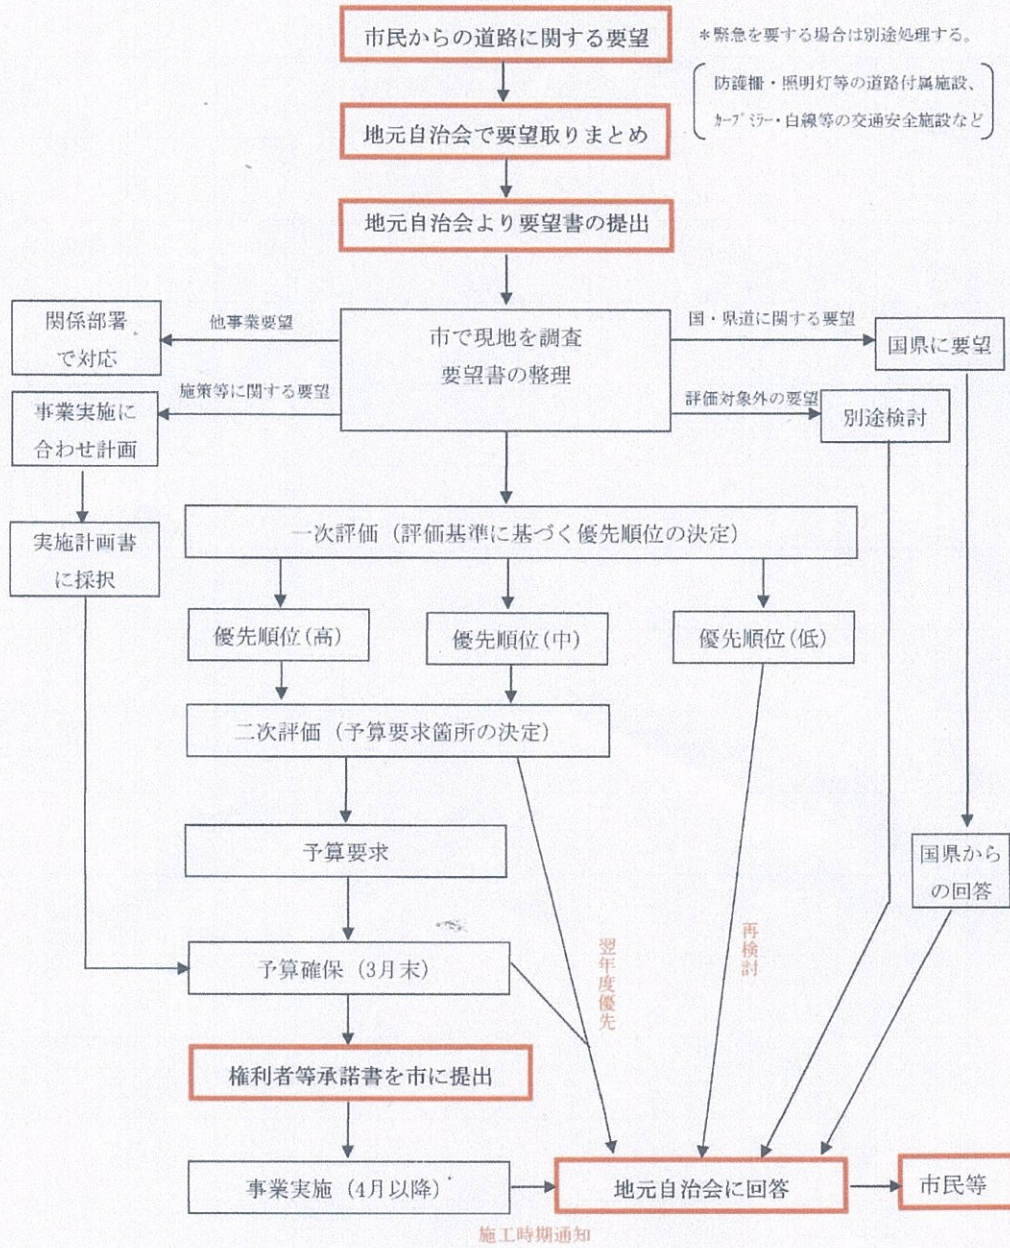 市民からの道路に関する要望
*緊急を要する場合は別途処理する。
防護柵・照明灯等の道路付属施設、
ｶｰﾌﾞﾐﾗｰ・白線等の交通安全施設など
地元自治会で要望取りまとめ
地元自治会より要望書の提出
関係部署
で対応
他事業要望
市で現地を調査
要望書の整理
国・県道に関する要望
国県に要望
事業実施に
合わせ計画
施策等に関する要望
評価対象外の要望
別途検討
実施計画書
に採択
一次評価(評価基準に基づく優先順位の決定)
優先順位(高)
優先順位(中)
優先順位(低)
二次評価(予算要求箇所の決定)
予算要求
国県から
の回答
予算確保(3月末)
翌年度優先
再検討
権利者等承諾書を市に提出
事業実施(4月以降)
地元自治会に回答
市民等
施工時期通知